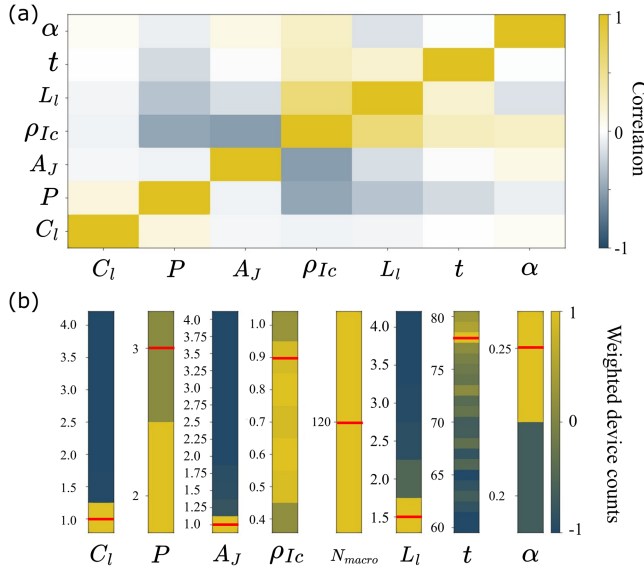 (a)
α
t
L_l
ρ_Ic
A_J
P
C_l
C_l P A_J ρ_Ic L_l t α
1
0
-1
Correlation
(b)
4.0
3.5
3.0
2.5
2.0
1.5
1.0
C_l
3
2
P
4.0
3.75
3.5
3.25
3.0
2.75
2.5
2.25
2.0
1.75
1.5
1.25
1.0
A_J
1.0
0.9
0.8
0.7
0.6
0.5
0.4
ρ_Ic
120
N_macro
4.0
3.5
3.0
2.5
2.0
1.5
L_l
80
75
70
65
60
t
0.25
0.2
α
1
0
-1
Weighted device counts